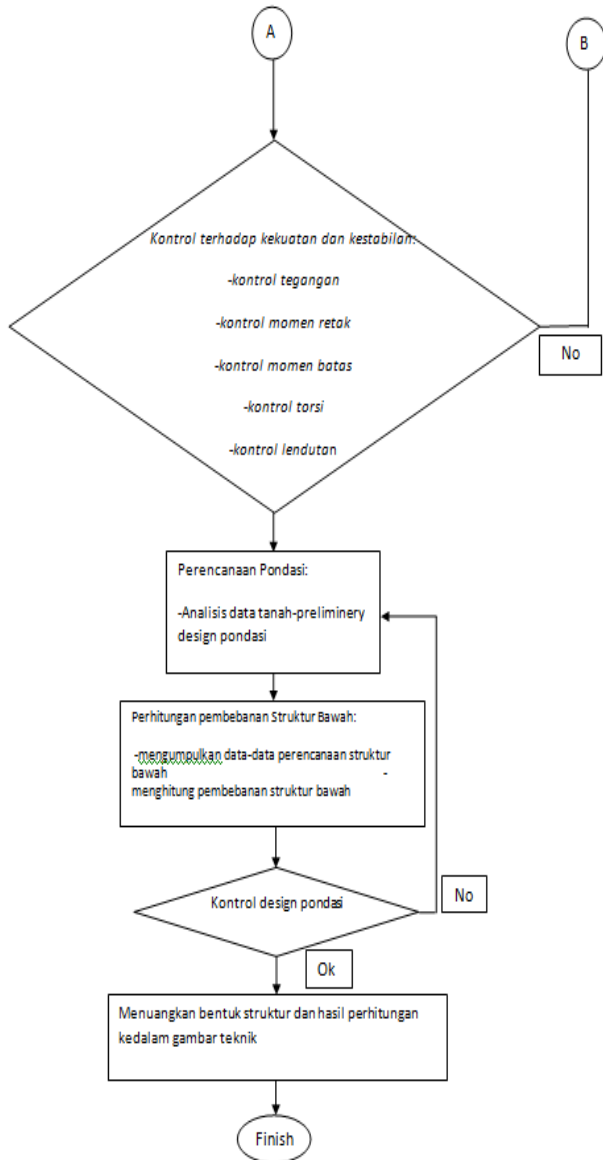 A
B
Kontrol terhadap kekuatan dan kestabilan:
-kontrol tegangan
-kontrol momen retak
-kontrol momen batas
-kontrol torsi
-kontrol lendutan
No
Perencanaan Pondasi:
-Analisis data tanah-preliminery
design pondasi
Perhitungan pembebanan Struktur Bawah:
-mengumpulkan data-data perencanaan struktur
bawah -
menghitung pembebanan struktur bawah
Kontrol design pondasi
No
Ok
Menuangkan bentuk struktur dan hasil perhitungan
kedalam gambar teknik
Finish